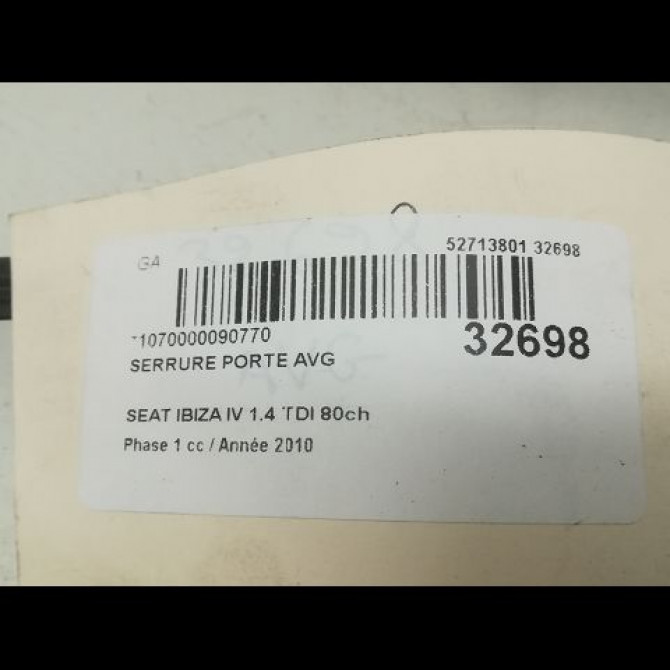 GA 52713801 32698
-1070000090770
32698
SERRURE PORTE AVG
SEAT IBIZA IV 1.4 TDI 80ch
Phase 1 cc / Année 2010